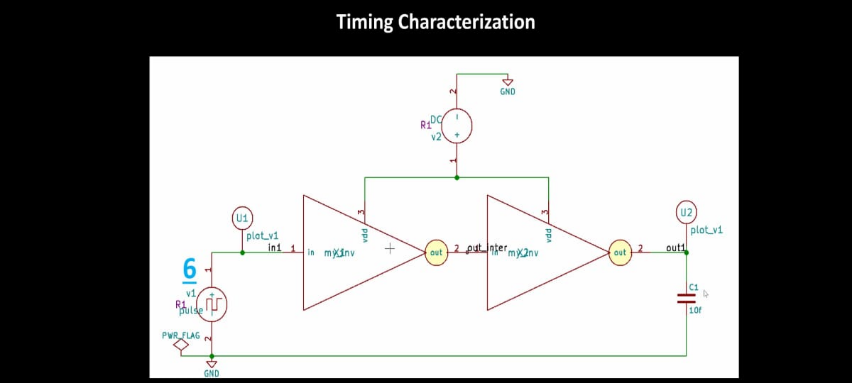 Timing Characterization
2
GND
DC
R1
v2
1
U1
U2
3
3
plot_v1
plot_v1
vdd
vdd
in1 1 in out 2 out_inter in out 2 out1
6
1
v1
C1
R1
pulse
10f
PWR_FLAG
2
GND